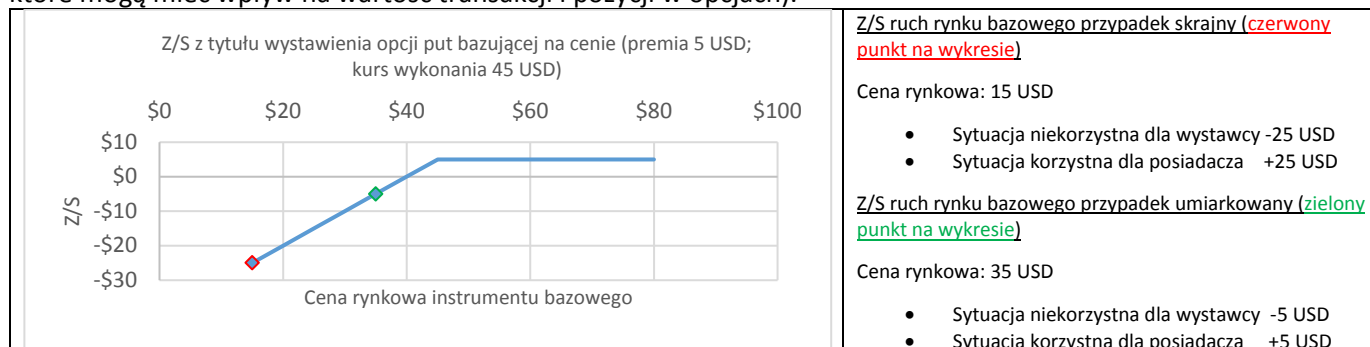 które mogą mieć wpływ na wartość transakcji i pozycji w opcjach).
Z/S z tytułu wystawienia opcji put bazującej na cenie (premia 5 USD;
kurs wykonania 45 USD)
$0 $20 $40 $60 $80 $100
$10
$0
-$10
-$20
-$30
Z/S
Cena rynkowa instrumentu bazowego
Z/S ruch rynku bazowego przypadek skrajny (czerwony
punkt na wykresie)
Cena rynkowa: 15 USD
• Sytuacja niekorzystna dla wystawcy -25 USD
• Sytuacja korzystna dla posiadacza +25 USD
Z/S ruch rynku bazowego przypadek umiarkowany (zielony
punkt na wykresie)
Cena rynkowa: 35 USD
• Sytuacja niekorzystna dla wystawcy -5 USD
• Sytuacja korzystna dla posiadacza +5 USD